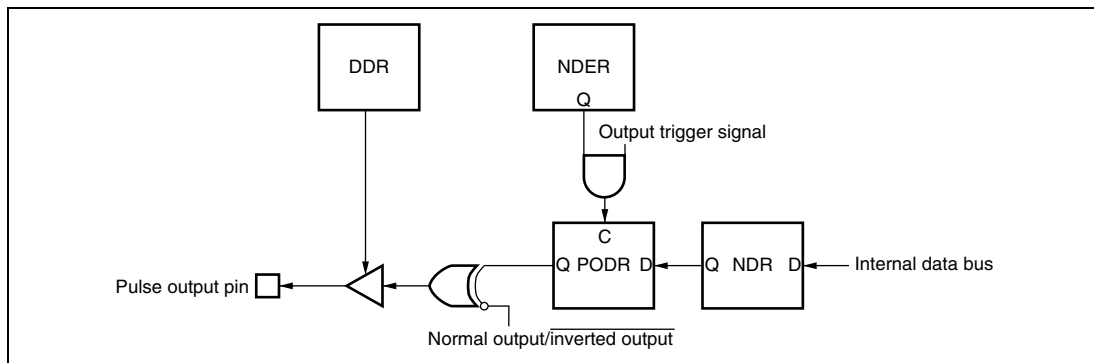 DDR
NDER
Q
Output trigger signal
C
Q PODR D
Q NDR D
Internal data bus
Pulse output pin
Normal output/inverted output